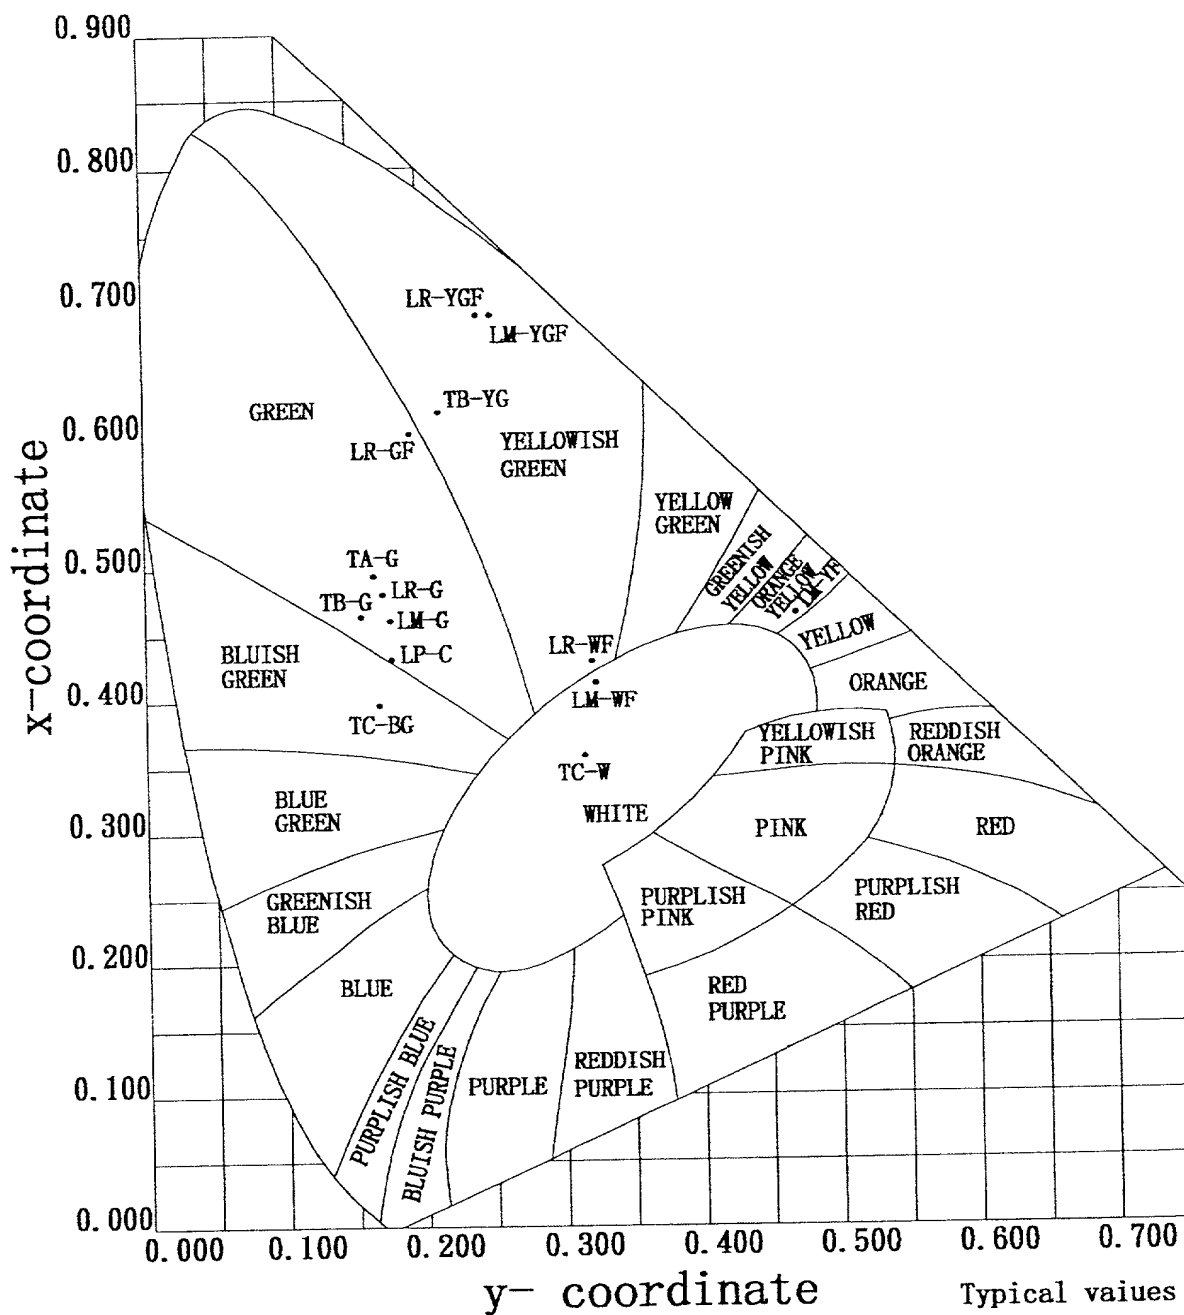 0.900
0.800
0.700
LR-YGF
LM-YGF
TB-YG
GREEN
0.600
LR-GF
YELLOWISH
GREEN
YELLOW
GREEN
x-coordinate
0.500
TA-G
LR-G
TB-G
LM-G
LP-C
GREENISH
YELLOW
ORANGE
YELLOW
LM-YF
YELLOW
LR-WF
BLUISH
GREEN
LM-WF
ORANGE
0.400
TC-BG
YELLOWISH
PINK
REDDISH
ORANGE
TC-W
WHITE
BLUE
GREEN
0.300
PINK
RED
GREENISH
BLUE
PURPLISH
PINK
PURPLISH
RED
0.200
BLUE
RED
PURPLE
PURPLISH BLUE
BLUISH PURPLE
PURPLE
REDDISH
PURPLE
0.100
0.000
0.000 0.100 0.200 0.300 0.400 0.500 0.600 0.700
y- coordinate
Typical vaiues